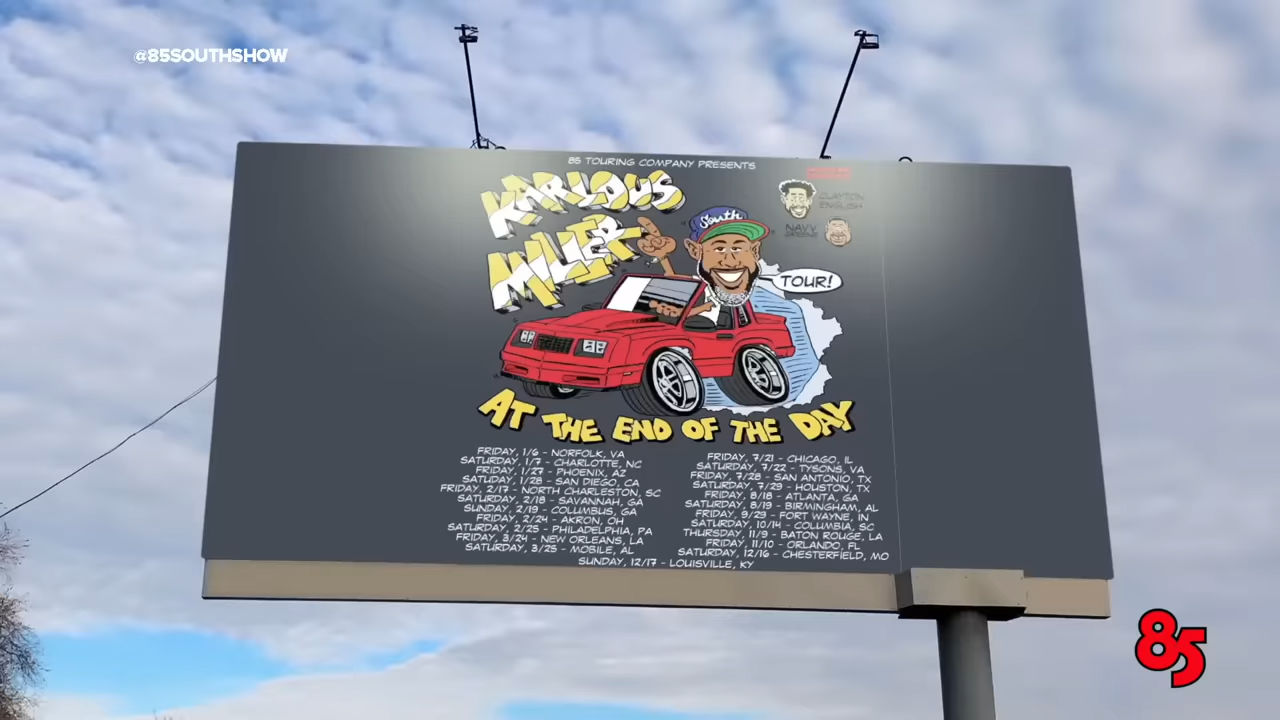 @85SOUTHSHOW
85 TOURING COMPANY PRESENTS
KARLOUS
MILLER
CLAYTON
ENGLISH
NAVV
South
TOUR!
AT THE END OF THE DAY
FRIDAY, 1/6 - NORFOLK, VA
SATURDAY, 1/7 - CHARLOTTE, NC
FRIDAY, 1/27 - PHOENIX, AZ
SATUDAY, 1/28 - SAN DIEGO, CA
FRIDAY, 2/17 - NORTH CHARLESTON, SC
SATURDAY, 2/18 - SAVANNAH, GA
SUNDAY, 2/19 - COLUMBUS, GA
FRIDAY, 2/24 - AKRON, OH
SATURDAY, 2/25 - PHILADELPHIA, PA
FRIDAY, 3/24 - NEW ORLEANS, LA
SATURDAY, 3/25 - MOBILE, AL
FRIDAY, 7/21 - CHICAGO, IL
SATURDAY, 7/22 - TYSONS, VA
FRIDAY, 7/28 - SAN ANTONIO, TX
SATURDAY, 7/29 - HOUSTON, TX
FRIDAY, 8/18 - ATLANTA, GA
SATURDAY, 8/19 - BIRMINGHAM, AL
FRIDAY, 9/29 - FORT WAYNE, IN
SATURDAY, 10/14 - COLUMBIA, SC
THURSDAY, 11/9 - BATON ROUGE, LA
FRIDAY, 11/10 - ORLANDO, FL
SATURDAY, 12/16 - CHESTERFIELD, MO
SUNDAY, 12/17 - LOUISVILLE, KY
85